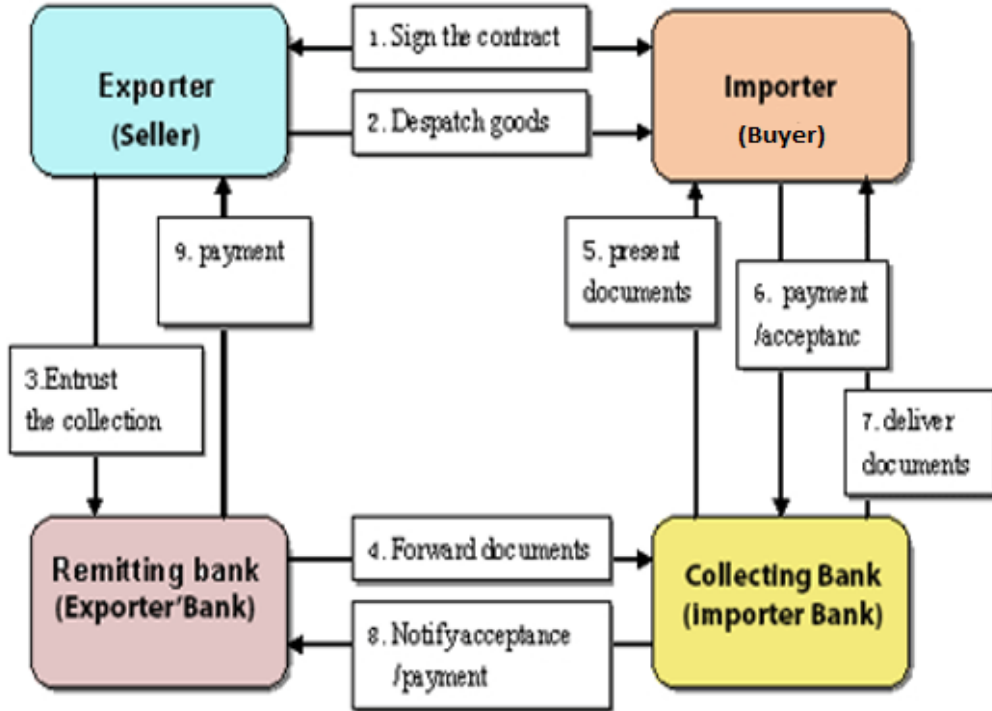 Exporter
(Seller)
1. Sign the contract
2. Despatch goods
Importer
(Buyer)
9. payment
5. present
documents
6. payment
/acceptanc
3.Entrust
the collection
7. deliver
documents
Remitting bank
(Exporter'Bank)
4. Forward documents
8. Notify acceptance
/payment
Collecting Bank
(importer Bank)